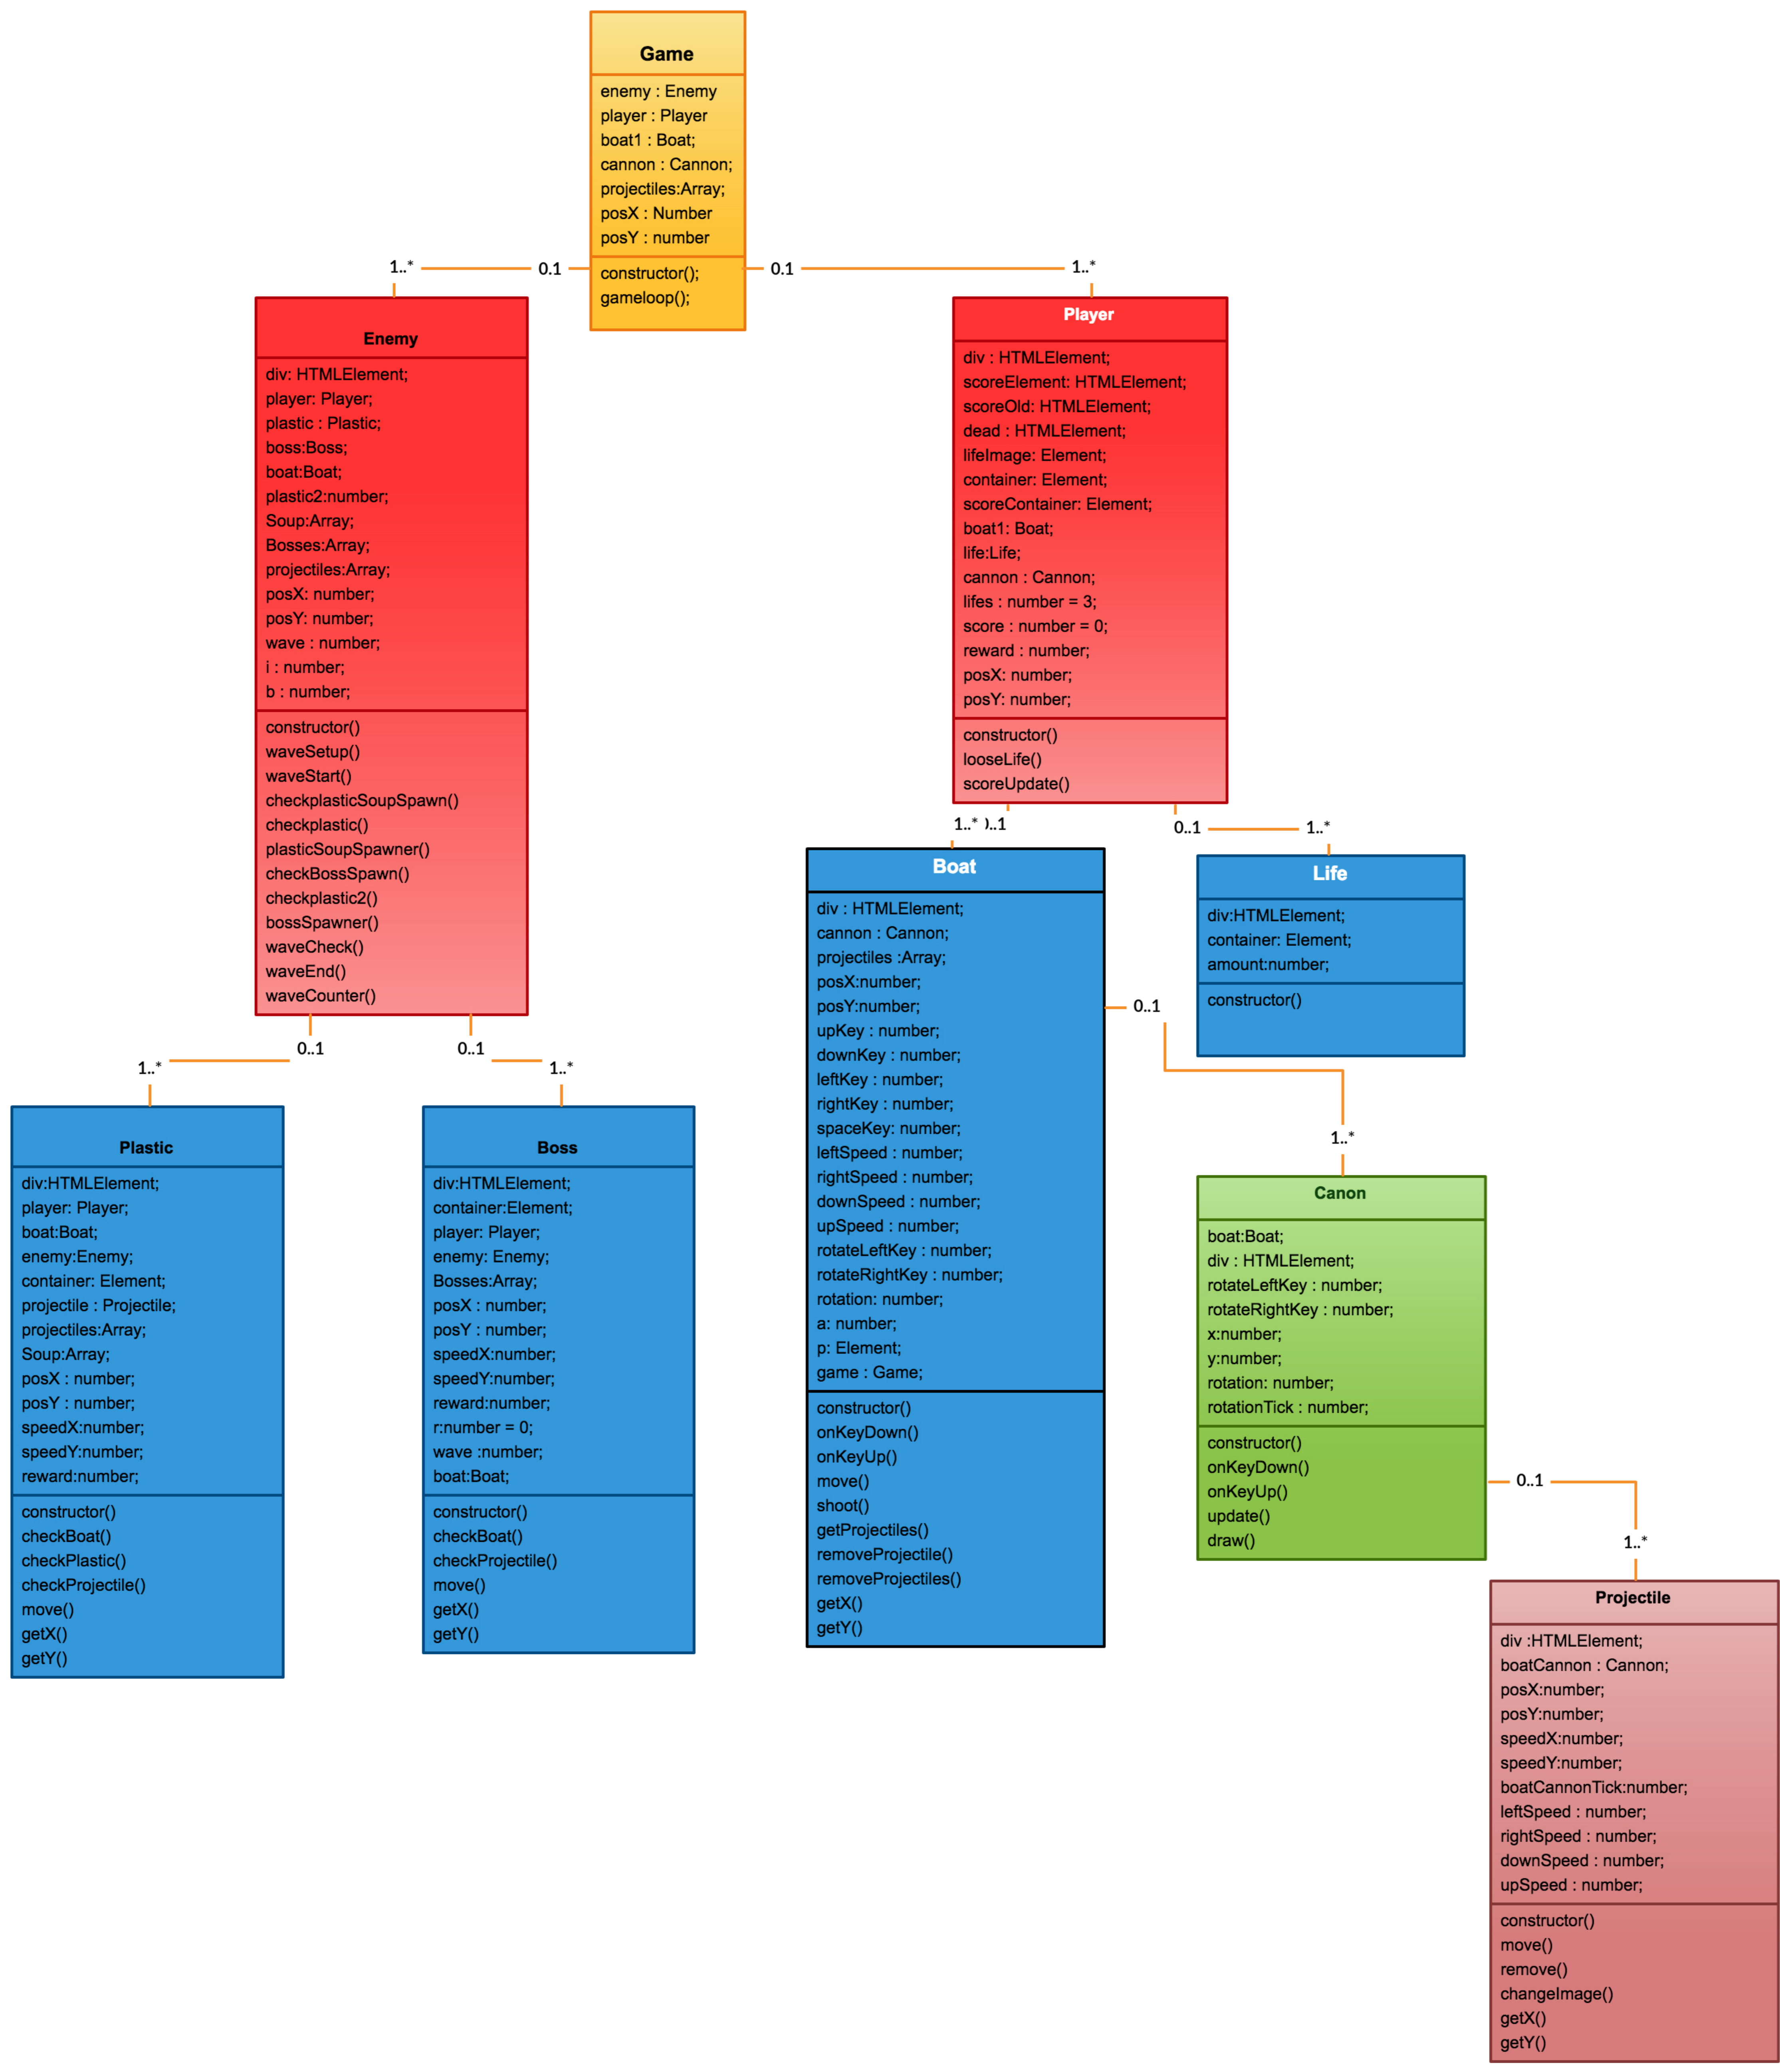 Game
enemy : Enemy
player : Player
boat1 : Boat;
cannon : Cannon;
projectiles:Array;
posX : Number
posY : number
constructor();
gameloop();
1..*
0.1
0.1
1..*
Enemy
div: HTMLElement;
player: Player;
plastic : Plastic;
boss:Boss;
boat:Boat;
plastic2:number;
Soup:Array;
Bosses:Array;
projectiles:Array;
posX: number;
posY: number;
wave : number;
i : number;
b : number;
constructor()
waveSetup()
waveStart()
checkplasticSoupSpawn()
checkplastic()
plasticSoupSpawner()
checkBossSpawn()
checkplastic2()
bossSpawner()
waveCheck()
waveEnd()
waveCounter()
Player
div : HTMLElement;
scoreElement: HTMLElement;
scoreOld: HTMLElement;
dead : HTMLElement;
lifeImage: Element;
container: Element;
scoreContainer: Element;
boat1: Boat;
life:Life;
cannon : Cannon;
lifes : number = 3;
score : number = 0;
reward : number;
posX: number;
posY: number;
constructor()
looseLife()
scoreUpdate()
0..1
1..*
0..1
1..*
1..*
0..1
0..1
1..*
Plastic
div:HTMLElement;
player: Player;
boat:Boat;
enemy:Enemy;
container: Element;
projectile : Projectile;
projectiles:Array;
Soup:Array;
posX : number;
posY : number;
speedX:number;
speedY:number;
reward:number;
constructor()
checkBoat()
checkPlastic()
checkProjectile()
move()
getX()
getY()
Boss
div:HTMLElement;
container:Element;
player: Player;
enemy: Enemy;
Bosses:Array;
posX : number;
posY : number;
speedX:number;
speedY:number;
reward:number;
r:number = 0;
wave :number;
boat:Boat;
constructor()
checkBoat()
checkProjectile()
move()
getX()
getY()
Boat
div : HTMLElement;
cannon : Cannon;
projectiles :Array;
posX:number;
posY:number;
upKey : number;
downKey : number;
leftKey : number;
rightKey : number;
spaceKey: number;
leftSpeed : number;
rightSpeed : number;
downSpeed : number;
upSpeed : number;
rotateLeftKey : number;
rotateRightKey : number;
rotation: number;
a: number;
p: Element;
game : Game;
constructor()
onKeyDown()
onKeyUp()
move()
shoot()
getProjectiles()
removeProjectile()
removeProjectiles()
getX()
getY()
Life
div:HTMLElement;
container: Element;
amount:number;
constructor()
0..1
1..*
Canon
boat:Boat;
div : HTMLElement;
rotateLeftKey : number;
rotateRightKey : number;
x:number;
y:number;
rotation: number;
rotationTick : number;
constructor()
onKeyDown()
onKeyUp()
update()
draw()
0..1
1..*
Projectile
div :HTMLElement;
boatCannon : Cannon;
posX:number;
posY:number;
speedX:number;
speedY:number;
boatCannonTick:number;
leftSpeed : number;
rightSpeed : number;
downSpeed : number;
upSpeed : number;
constructor()
move()
remove()
changeImage()
getX()
getY()